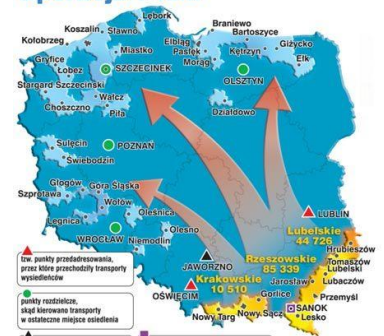 Lębork
Koszalin
Sławno
Braniewo
Bartoszyce
Kołobrzeg
Elbląg
Giżycko
Miastko
Pasłęk
Kętrzyn
Gryfice
Morąg
Ełk
Łobez
SZCZECINEK
OLSZTYN
Stargard Szczeciński
Wałcz
Choszczno
Piła
Działdowo
Sulęcin
POZNAŃ
Świebodzin
Głogów
Góra Śląska
Szprotawa
Wołów
Oleśnica
LUBLIN
Legnica
Lubelskie
44 726
WROCŁAW
Olesno
Niemodlin
Hrubieszów
Rzeszowskie
85 339
Tomaszów
Lubelski
JAWORZNO
Krakowskie
10 510
Jarosław
Lubaczów
OŚWIĘCIM
Gorlice
Przemyśl
Nowy Targ
Nowy Sącz
SANOK
Lesko
tzw. punkty
przedadresowania,
przez które przechodziły transporty
wysiedleńców
punkty rozdzielcze,
skąd kierowano transporty
w ostateczne miejsce osiedlenia